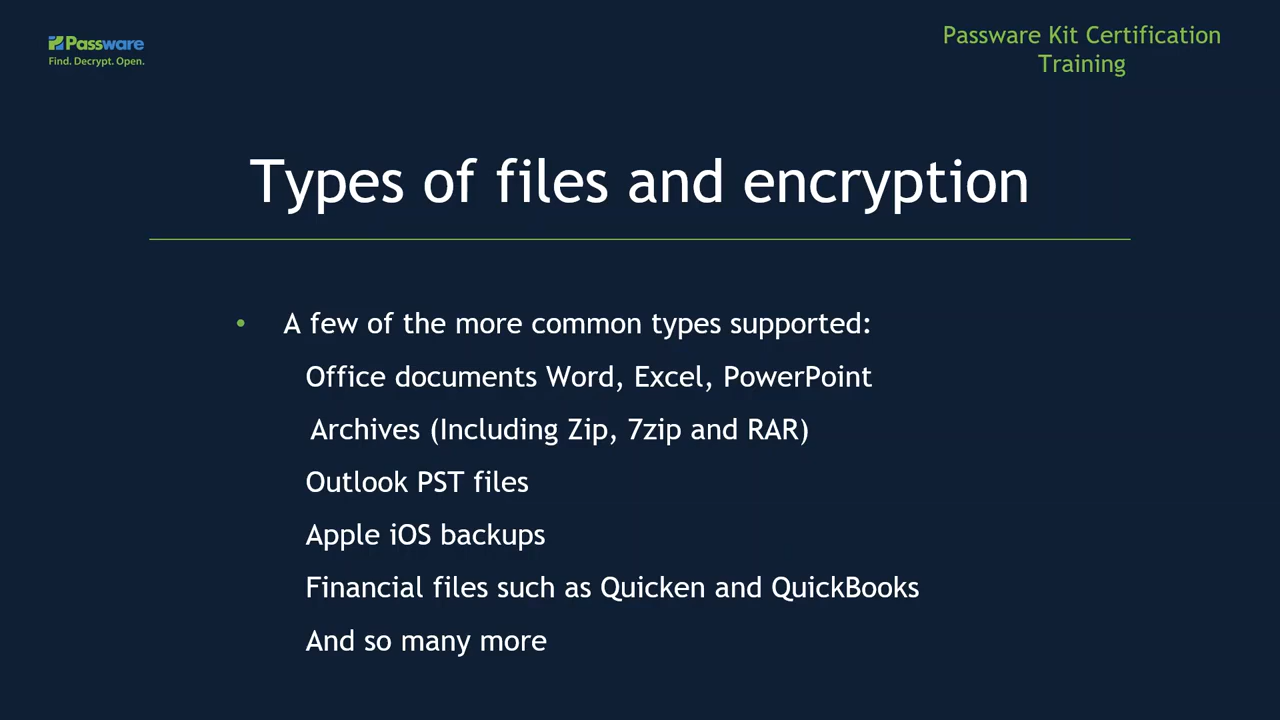 Passware
Find. Decrypt. Open.
Passware Kit Certification
Training
Types of files and encryption
• A few of the more common types supported:
Office documents Word, Excel, PowerPoint
Archives (Including Zip, 7zip and RAR)
Outlook PST files
Apple iOS backups
Financial files such as Quicken and QuickBooks
And so many more